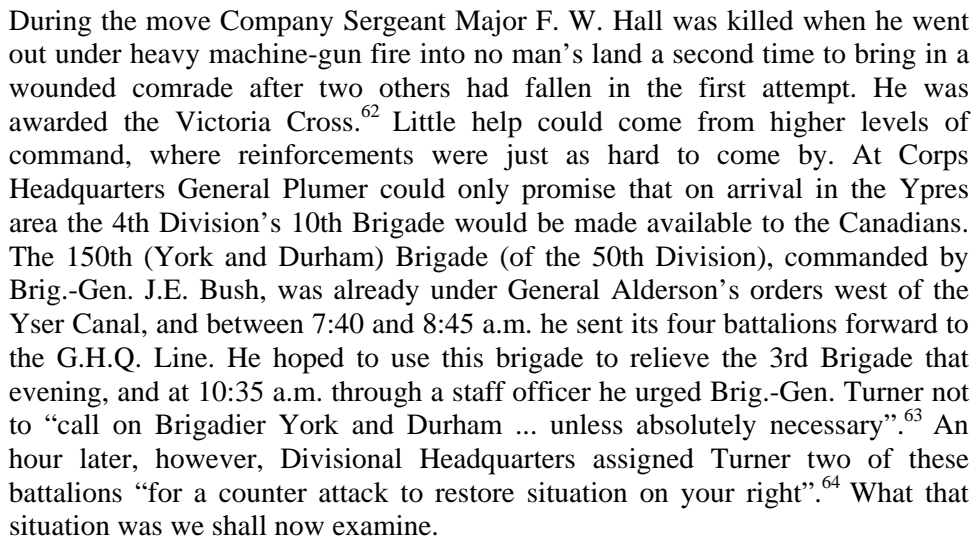 During the move Company Sergeant Major F. W. Hall was killed when he went
out under heavy machine-gun fire into no man’s land a second time to bring in a
wounded comrade after two others had fallen in the first attempt. He was
awarded the Victoria Cross.62 Little help could come from higher levels of
command, where reinforcements were just as hard to come by. At Corps
Headquarters General Plumer could only promise that on arrival in the Ypres
area the 4th Division’s 10th Brigade would be made available to the Canadians.
The 150th (York and Durham) Brigade (of the 50th Division), commanded by
Brig.-Gen. J.E. Bush, was already under General Alderson’s orders west of the
Yser Canal, and between 7:40 and 8:45 a.m. he sent its four battalions forward to
the G.H.Q. Line. He hoped to use this brigade to relieve the 3rd Brigade that
evening, and at 10:35 a.m. through a staff officer he urged Brig.-Gen. Turner not
to “call on Brigadier York and Durham ... unless absolutely necessary”.63 An
hour later, however, Divisional Headquarters assigned Turner two of these
battalions “for a counter attack to restore situation on your right”.64 What that
situation was we shall now examine.